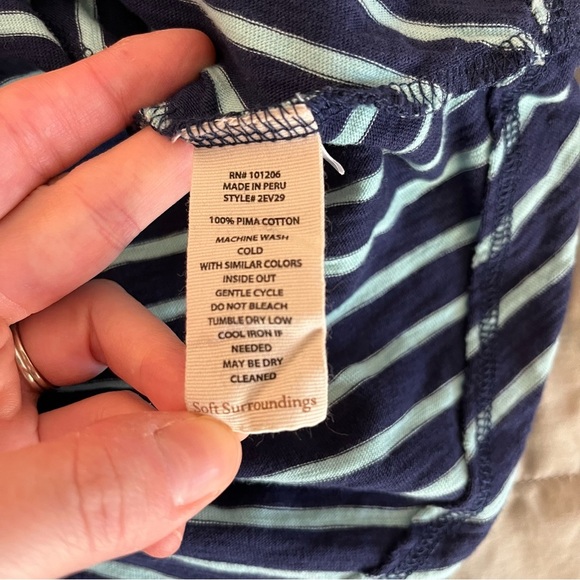 RN# 101206
MADE IN PERU
STYLE# 2EV29
100% PIMA COTTON
MACHINE WASH
COLD
WITH SIMILAR COLORS
INSIDE OUT
GENTLE CYCLE
DO NOT BLEACH
TUMBLE DRY LOW
COOL IRON IF
NEEDED
MAY BE DRY
CLEANED
Soft Surroundings